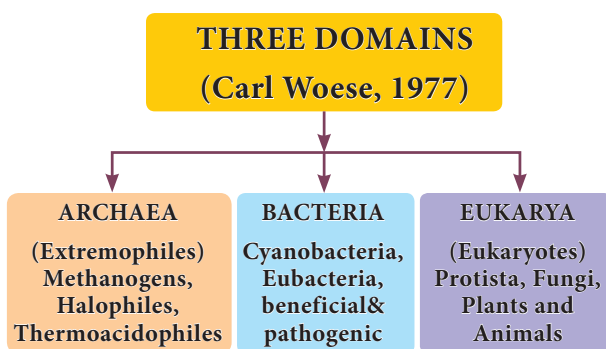 THREE DOMAINS
(Carl Woese, 1977)
ARCHAEA
(Extremophiles)
Methanogens,
Halophiles,
Thermoacidophiles
BACTERIA
Cyanobacteria,
Eubacteria,
beneficial&
pathogenic
EUKARYA
(Eukaryotes)
Protista, Fungi,
Plants and
Animals